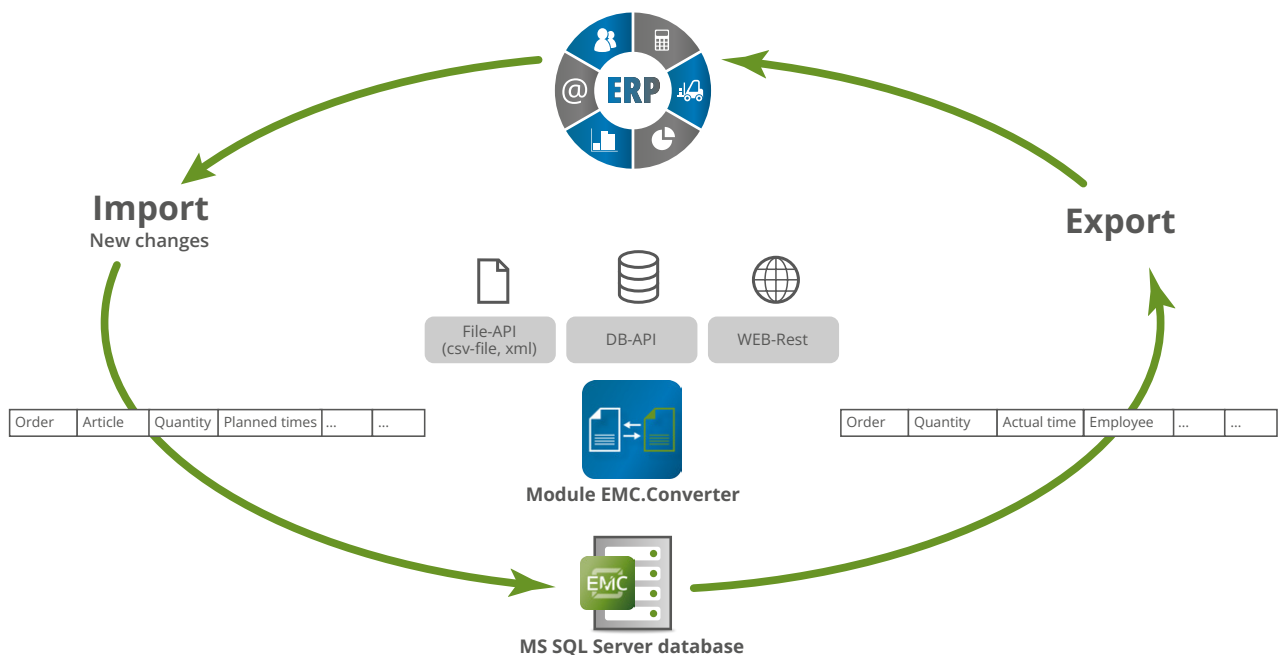 @
ERP
Import
New changes
Export
File-API
(csv-file, xml)
DB-API
WEB-Rest
Order Article Quantity Planned times ... ...
Order Quantity Actual time Employee ... ...
Module EMC.Converter
EMC
MS SQL Server database